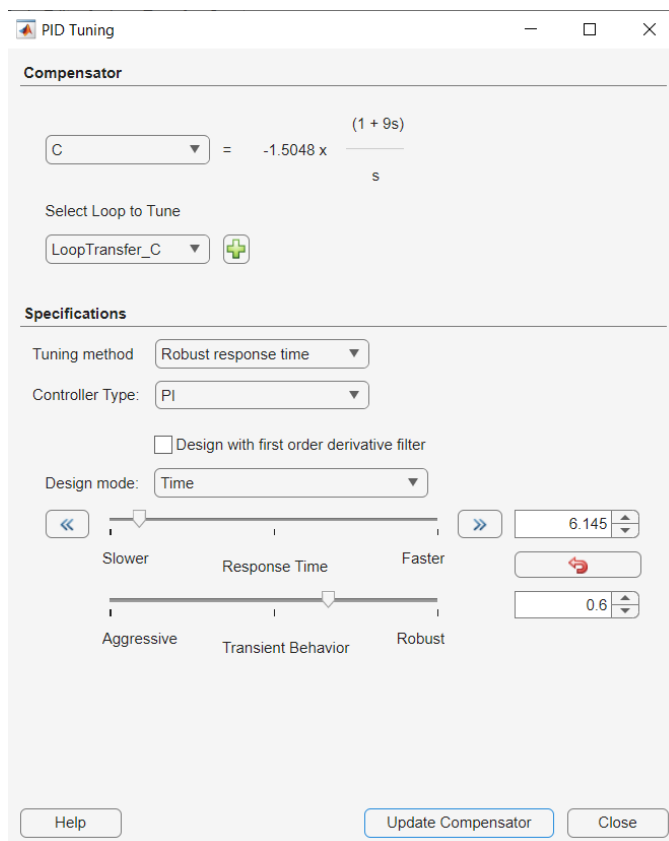 PID Tuning
Compensator
(1 + 9s)
C = -1.5048 x
s
Select Loop to Tune
LoopTransfer_C
Specifications
Tuning method Robust response time
Controller Type: PI
Design with first order derivative filter
Design mode: Time
6.145
Slower Response Time Faster
0.6
Aggressive Transient Behavior Robust
Help Update Compensator Close